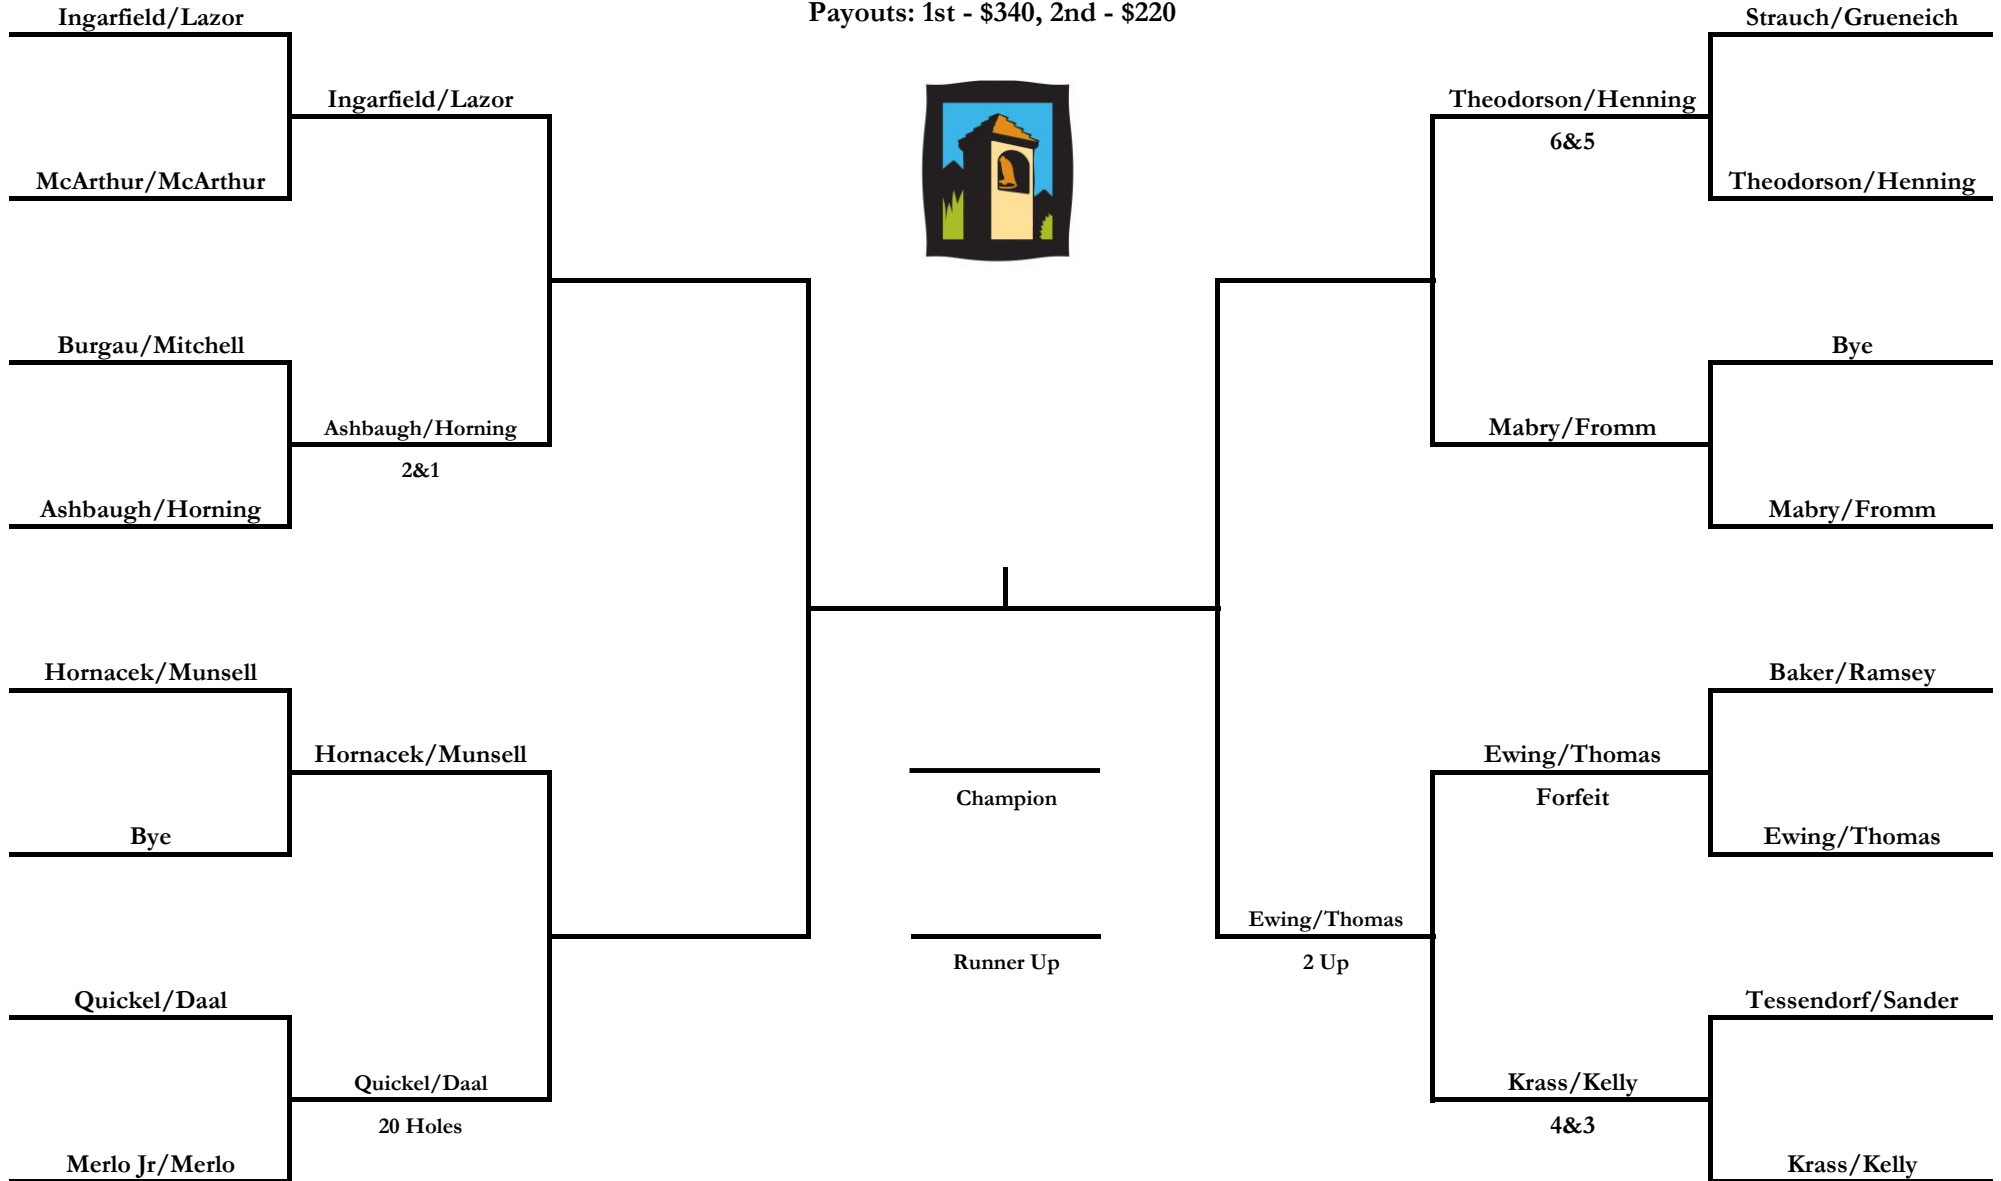 Payouts: 1st - $340, 2nd - $220
Ingarfield/Lazor
McArthur/McArthur
Burgau/Mitchell
Ashbaugh/Horning
Hornacek/Munsell
Bye
Quickel/Daal
Merlo Jr/Merlo
Ingarfield/Lazor
Ashbaugh/Horning
2&1
Hornacek/Munsell
Quickel/Daal
20 Holes
Champion
Runner Up
Ewing/Thomas
2 Up
Theodorson/Henning
6&5
Mabry/Fromm
Ewing/Thomas
Forfeit
Krass/Kelly
4&3
Strauch/Grueneich
Theodorson/Henning
Bye
Mabry/Fromm
Baker/Ramsey
Ewing/Thomas
Tessendorf/Sander
Krass/Kelly